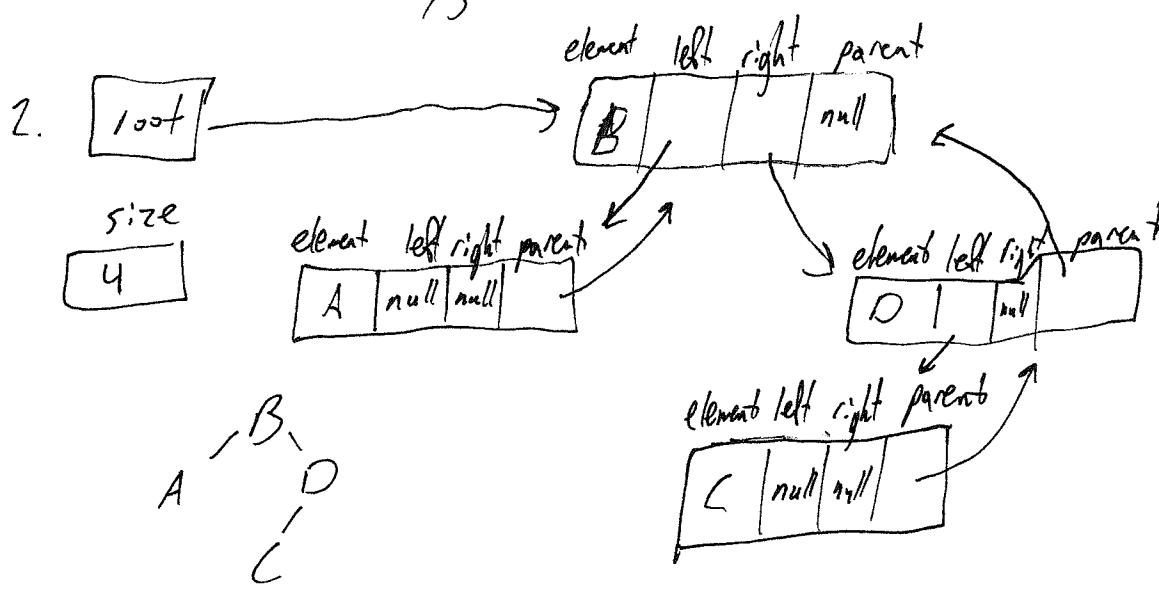 element left right parent
2. root B null
size
4
element left right parent
A null null
element left right parent
D null
element left right parent
C null null
B
A D
C